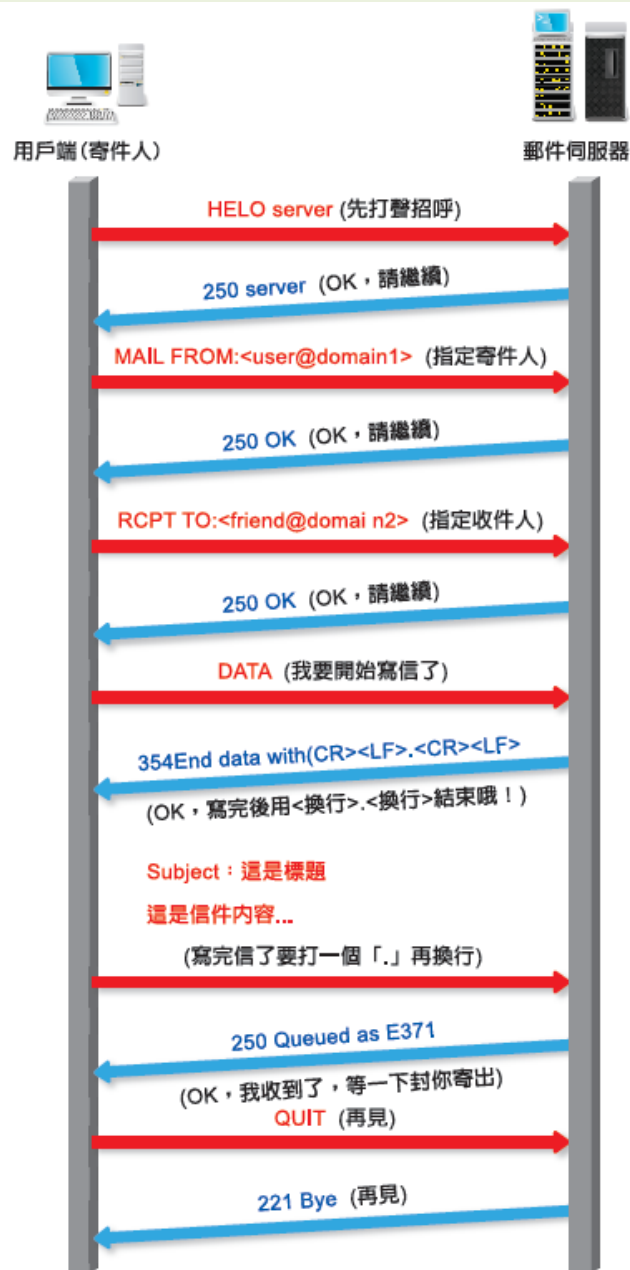 用戶端(寄件人)
郵件伺服器
HELO server (先打聲招呼)
250 server (OK，請繼續)
MAIL FROM:<user@domain1> (指定寄件人)
250 OK (OK，請繼續)
RCPT TO:<friend@domai n2> (指定收件人)
250 OK (OK，請繼續)
DATA (我要開始寫信了)
354End data with(CR><LF>.<CR><LF>
(OK，寫完後用<換行>.<換行>結束哦！)
Subject：這是標題
這是信件內容...
(寫完信了要打一個「.」再換行)
250 Queued as E371
(OK，我收到了，等一下封你寄出)
QUIT (再見)
221 Bye (再見)